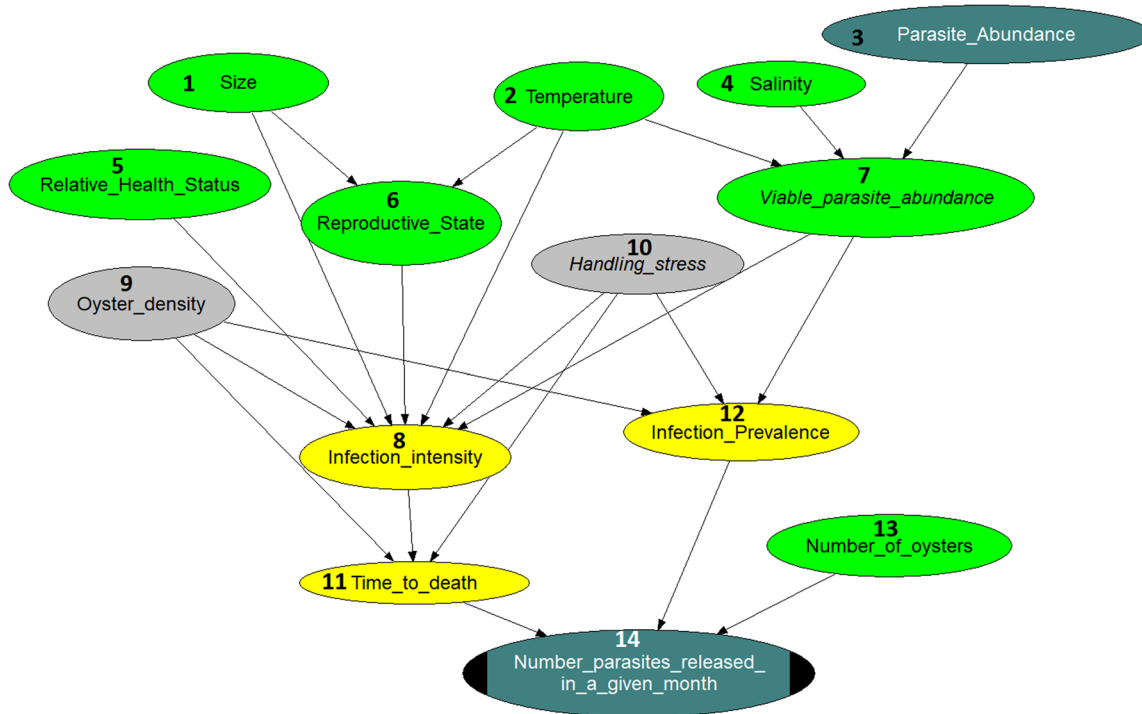 3 Parasite_Abundance
1 Size
2 Temperature
4 Salinity
5
Relative_Health_Status
6
Reproductive_State
7
Viable_parasite_abundance
10
Handling_stress
9
Oyster_density
8
Infection_intensity
12
Infection_Prevalence
13
Number_of_oysters
11 Time_to_death
14
Number_parasites_released_
in_a_given_month